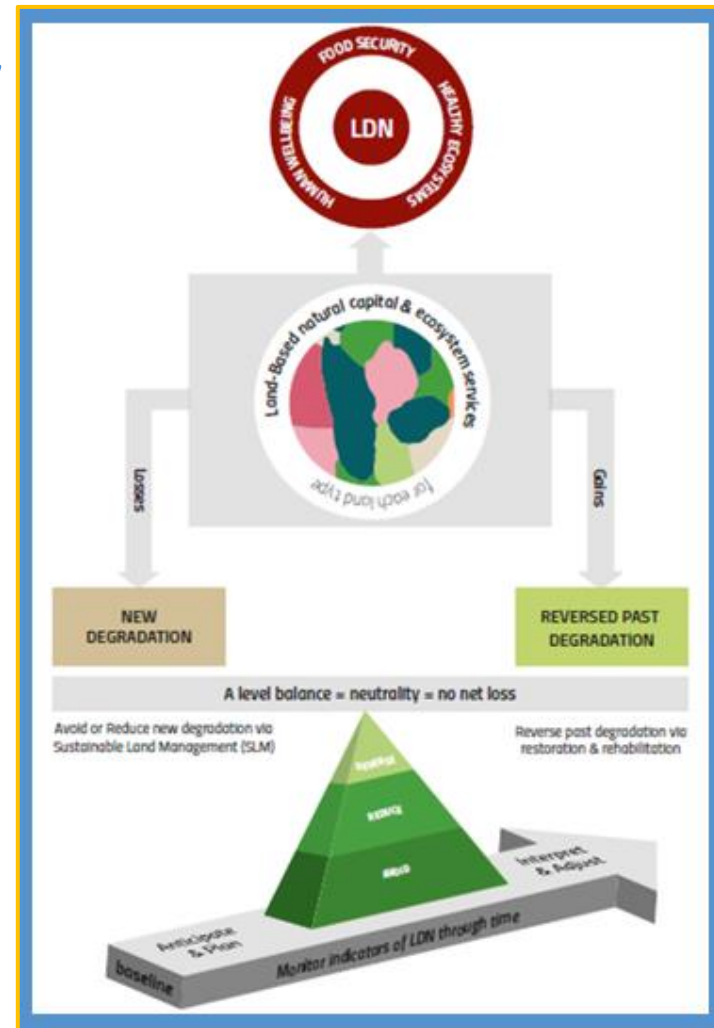 FOOD SECURITY
HUMAN WELLBEING
HEALTHY ECOSYSTEMS
LDN
Land-Based natural capital & ecosystem services
for each land type
Losses
Gains
NEW
DEGRADATION
REVERSED PAST
DEGRADATION
A level balance = neutrality = no net loss
Avoid or Reduce new degradation via
Sustainable Land Management (SLM)
Reverse past degradation via
restoration & rehabilitation
REVERSE
REDUCE
AVOID
Interpret
& Adjust
Anticipate
& Plan
Monitor indicators of LDN through time
baseline